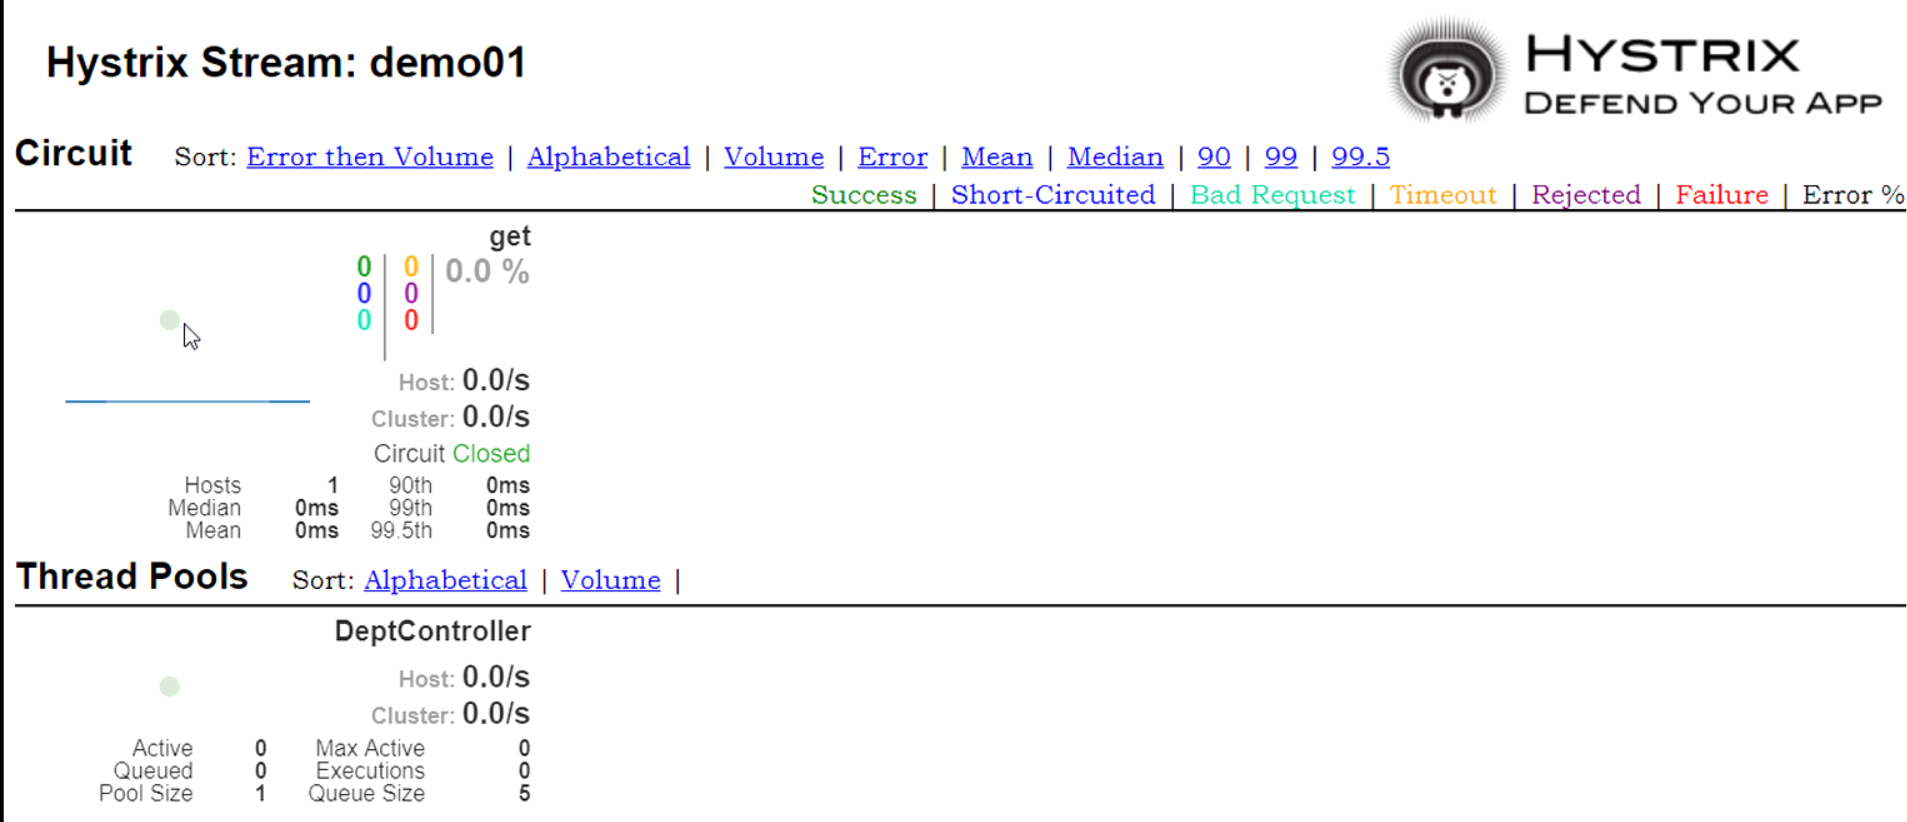 Hystrix Stream: demo01
HYSTRIX
DEFEND YOUR APP
Circuit Sort: Error then Volume | Alphabetical | Volume | Error | Mean | Median | 90 | 99 | 99.5
Success | Short-Circuited | Bad Request | Timeout | Rejected | Failure | Error %
get
0 | 0 | 0.0 %
0 | 0
0 | 0
Host: 0.0/s
Cluster: 0.0/s
Circuit Closed
Hosts 1 90th 0ms
Median 0ms 99th 0ms
Mean 0ms 99.5th 0ms
Thread Pools Sort: Alphabetical | Volume |
DeptController
Host: 0.0/s
Cluster: 0.0/s
Active 0 Max Active 0
Queued 0 Executions 0
Pool Size 1 Queue Size 5